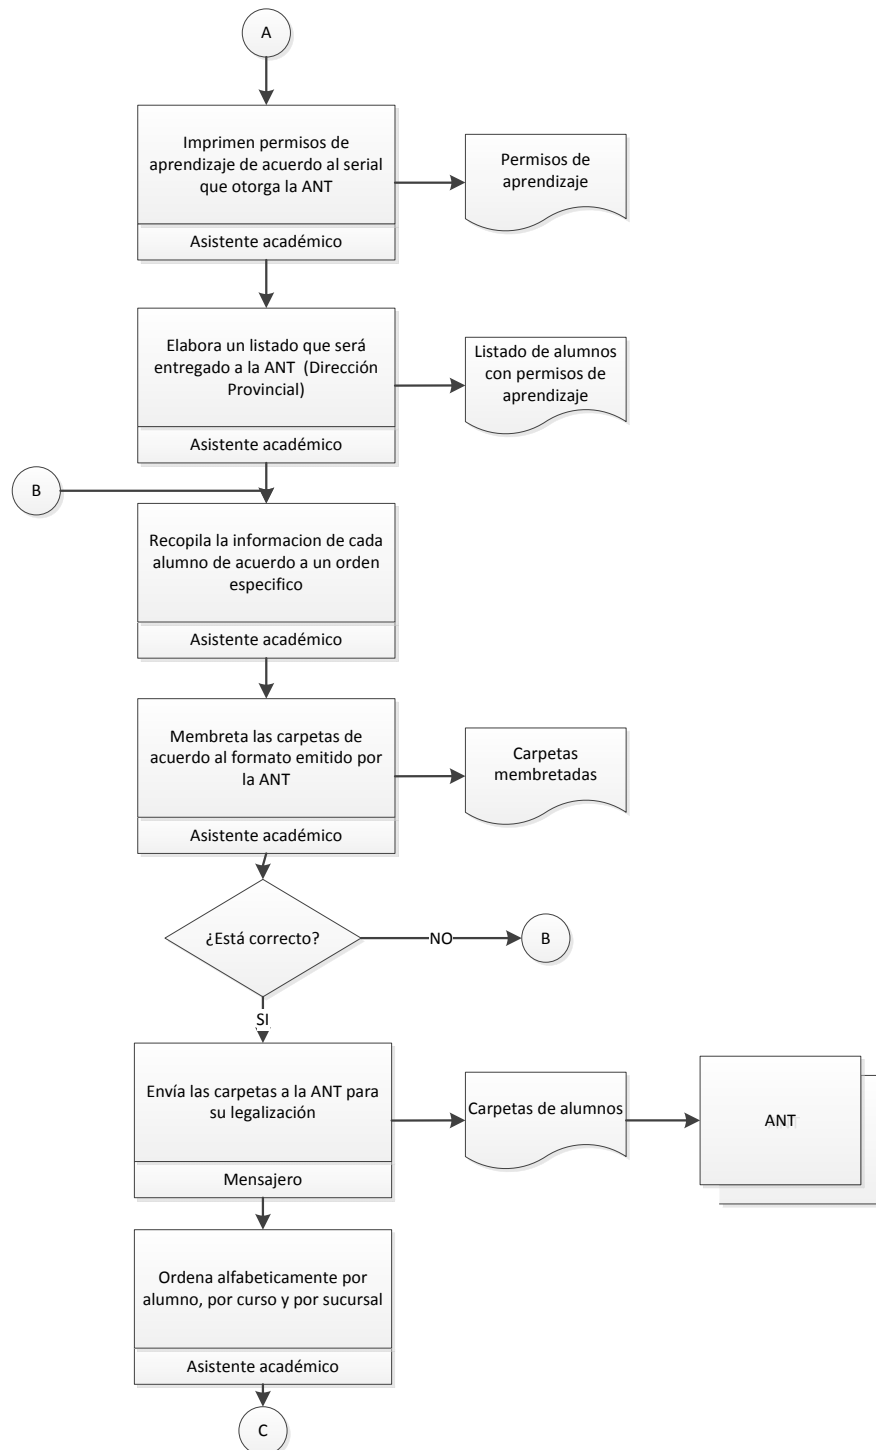 A
Imprimen permisos de
aprendizaje de acuerdo al serial
que otorga la ANT
Asistente académico
Permisos de
aprendizaje
Elabora un listado que será
entregado a la ANT  (Dirección
Provincial)
Asistente académico
Listado de alumnos
con permisos de
aprendizaje
B
Recopila la informacion de cada
alumno de acuerdo a un orden
especifico
Asistente académico
Membreta las carpetas de
acuerdo al formato emitido por
la ANT
Asistente académico
Carpetas
membretadas
¿Está correcto?
NO
B
SI
Envía las carpetas a la ANT para
su legalización
Mensajero
Carpetas de alumnos
ANT
Ordena alfabeticamente por
alumno, por curso y por sucursal
Asistente académico
C